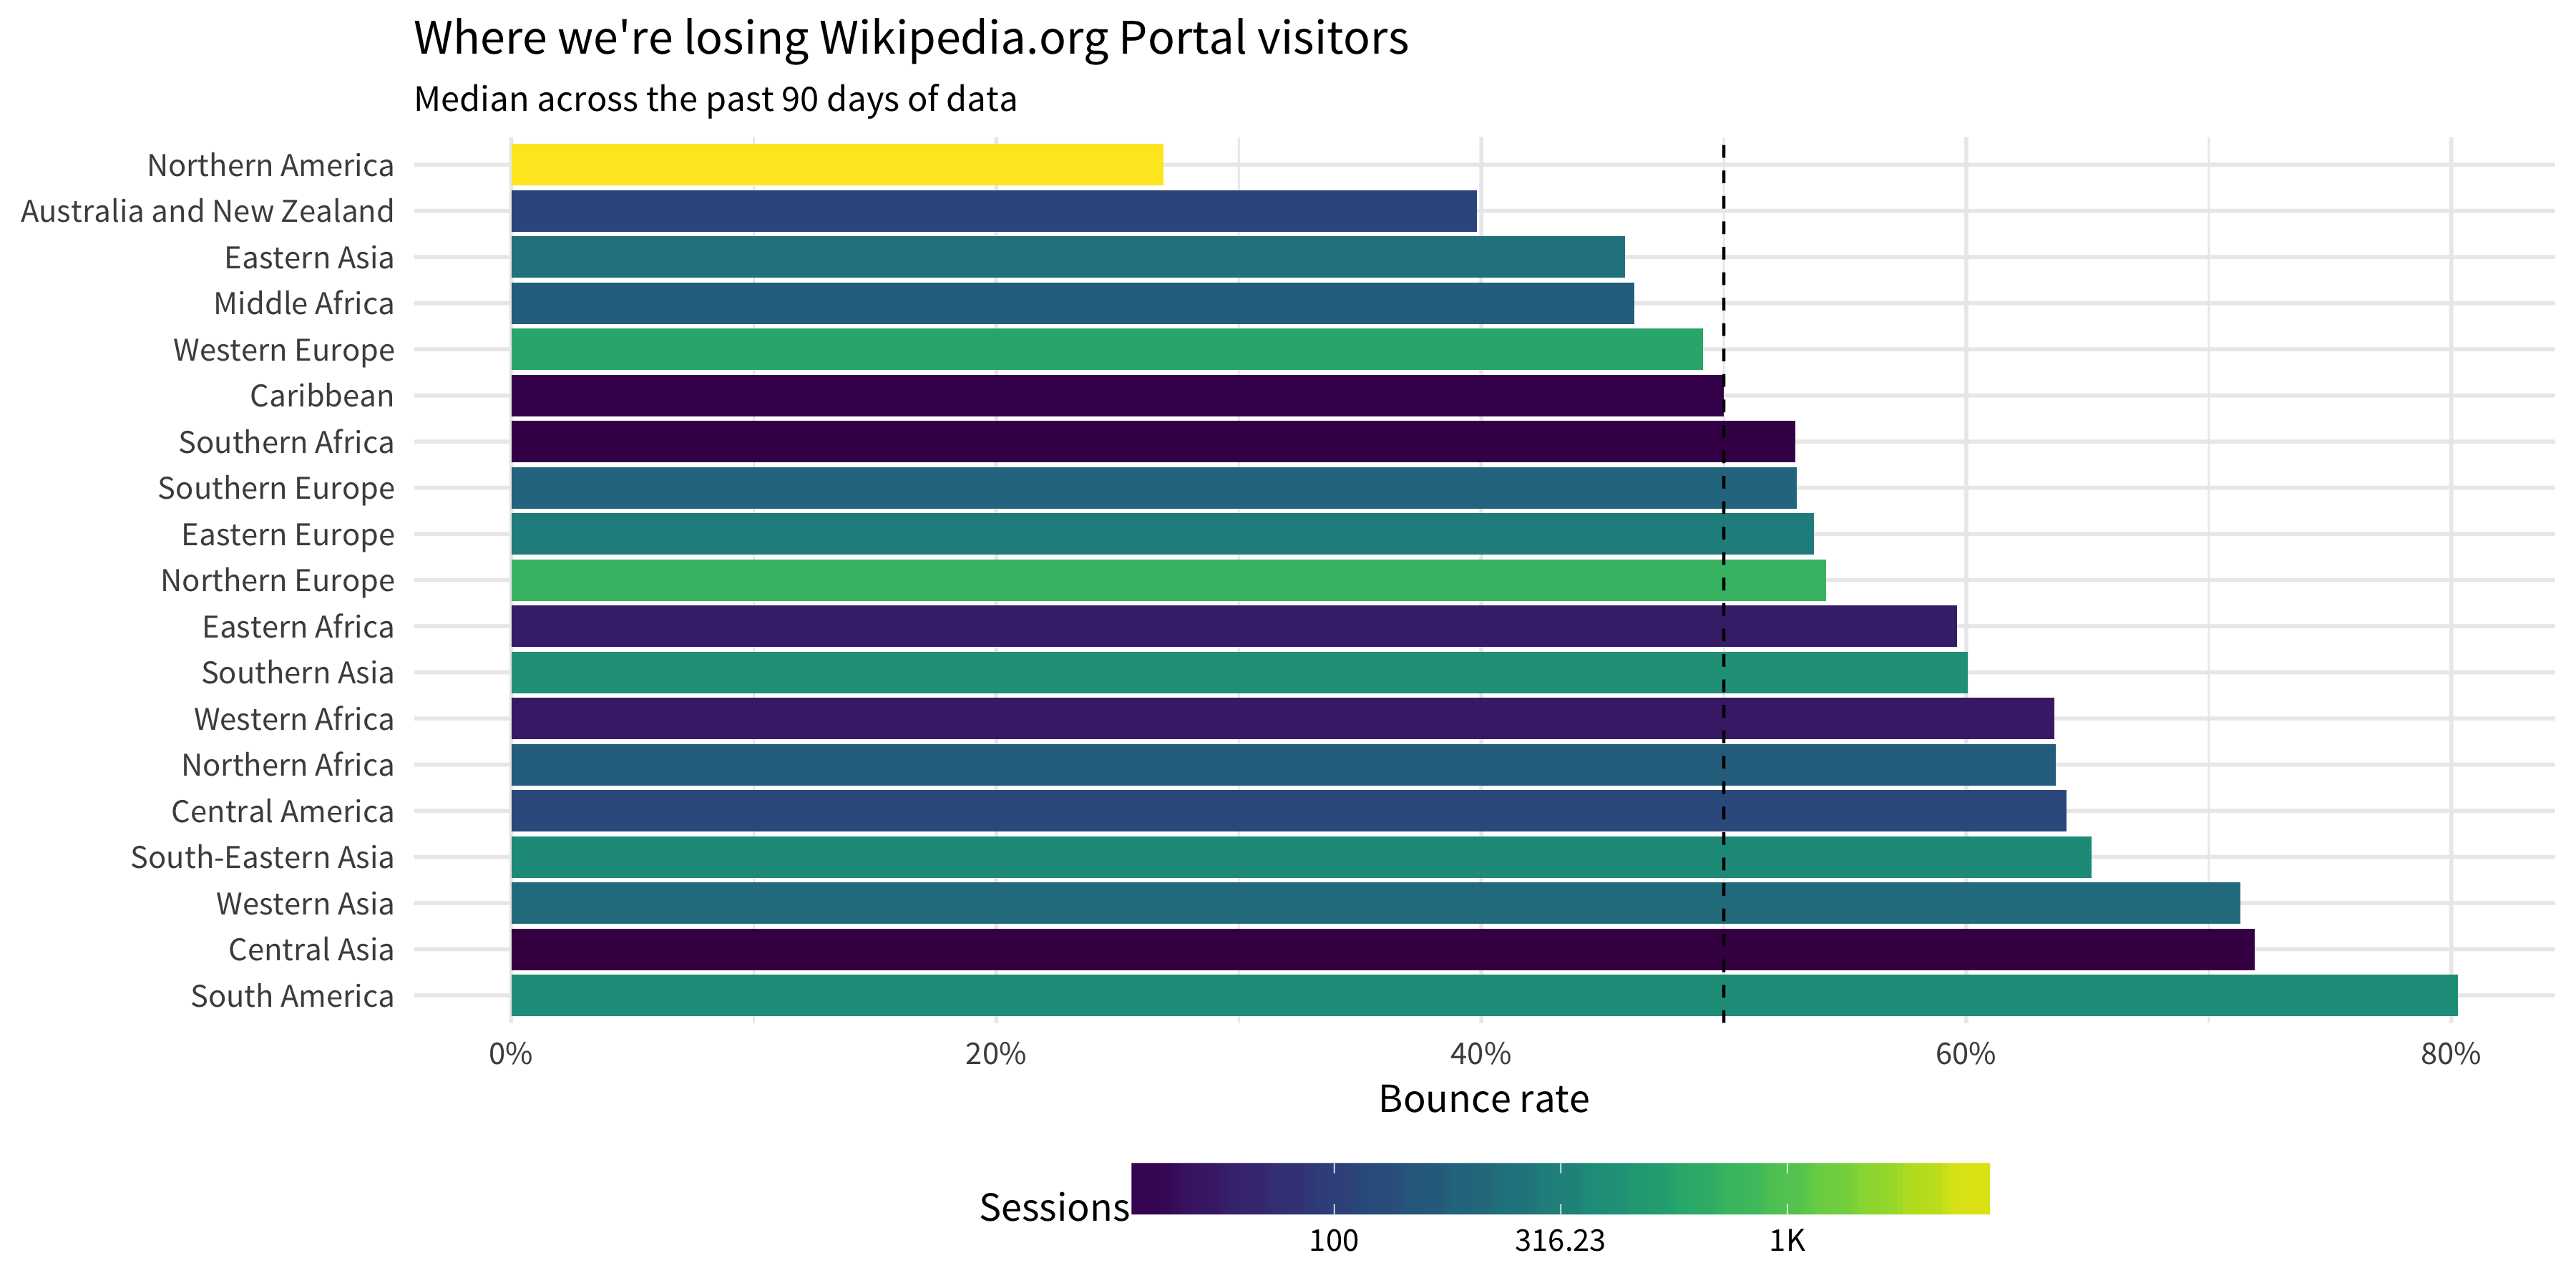 Where we're losing Wikipedia.org Portal visitors
Median across the past 90 days of data
Northern America
Australia and New Zealand
Eastern Asia
Middle Africa
Western Europe
Caribbean
Southern Africa
Southern Europe
Eastern Europe
Northern Europe
Eastern Africa
Southern Asia
Western Africa
Northern Africa
Central America
South-Eastern Asia
Western Asia
Central Asia
South America
0% 20% 40% 60% 80%
Bounce rate
Sessions
100 316.23 1K